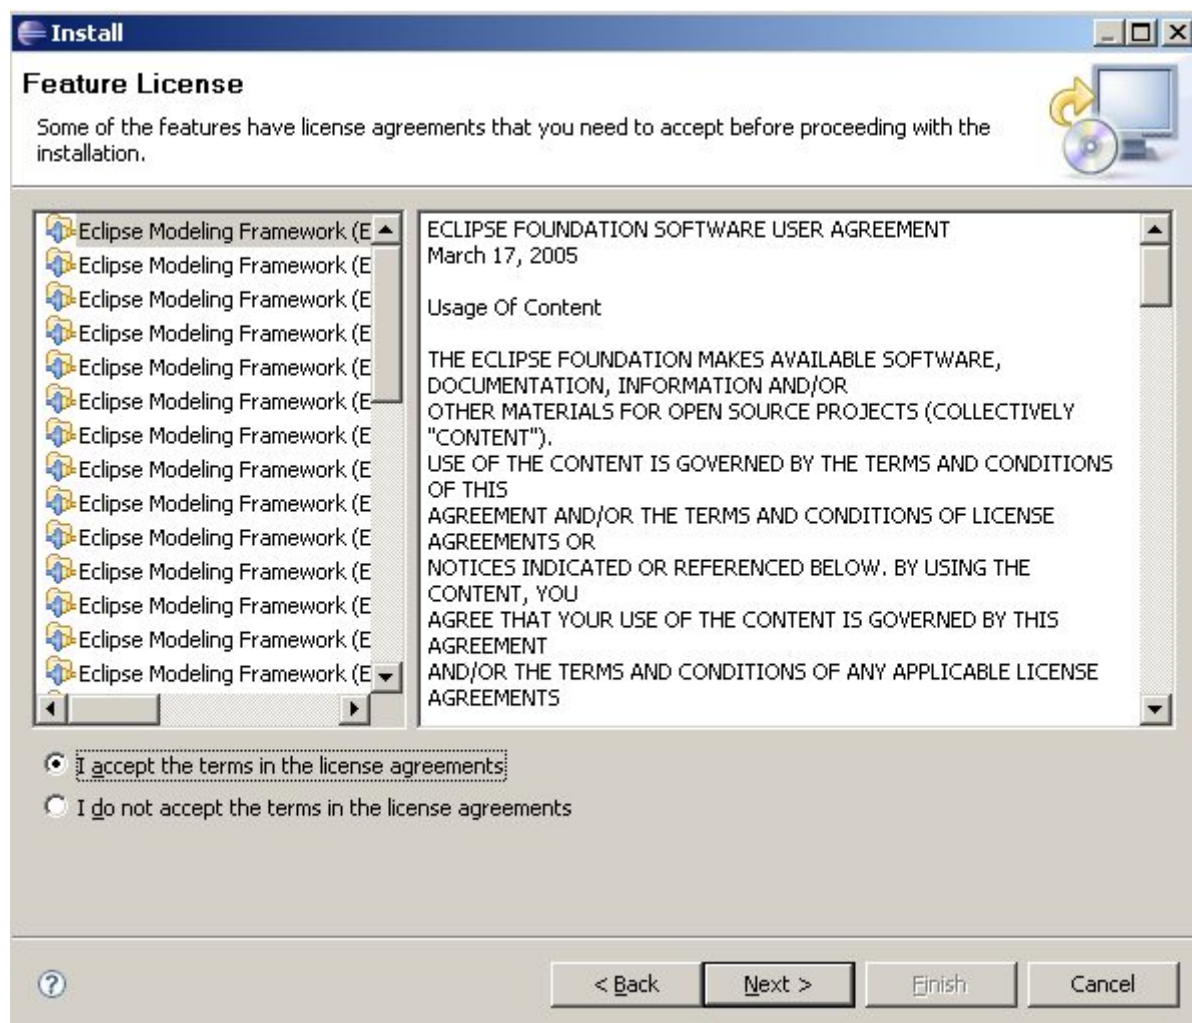 Install
Feature License
Some of the features have license agreements that you need to accept before proceeding with the
installation.
Eclipse Modeling Framework (E
Eclipse Modeling Framework (E
Eclipse Modeling Framework (E
Eclipse Modeling Framework (E
Eclipse Modeling Framework (E
Eclipse Modeling Framework (E
Eclipse Modeling Framework (E
Eclipse Modeling Framework (E
Eclipse Modeling Framework (E
Eclipse Modeling Framework (E
Eclipse Modeling Framework (E
Eclipse Modeling Framework (E
Eclipse Modeling Framework (E
Eclipse Modeling Framework (E
ECLIPSE FOUNDATION SOFTWARE USER AGREEMENT
March 17, 2005
Usage Of Content
THE ECLIPSE FOUNDATION MAKES AVAILABLE SOFTWARE,
DOCUMENTATION, INFORMATION AND/OR
OTHER MATERIALS FOR OPEN SOURCE PROJECTS (COLLECTIVELY
"CONTENT").
USE OF THE CONTENT IS GOVERNED BY THE TERMS AND CONDITIONS
OF THIS
AGREEMENT AND/OR THE TERMS AND CONDITIONS OF LICENSE
AGREEMENTS OR
NOTICES INDICATED OR REFERENCED BELOW. BY USING THE
CONTENT, YOU
AGREE THAT YOUR USE OF THE CONTENT IS GOVERNED BY THIS
AGREEMENT
AND/OR THE TERMS AND CONDITIONS OF ANY APPLICABLE LICENSE
AGREEMENTS
I accept the terms in the license agreements
I do not accept the terms in the license agreements
? < Back Next > Finish Cancel